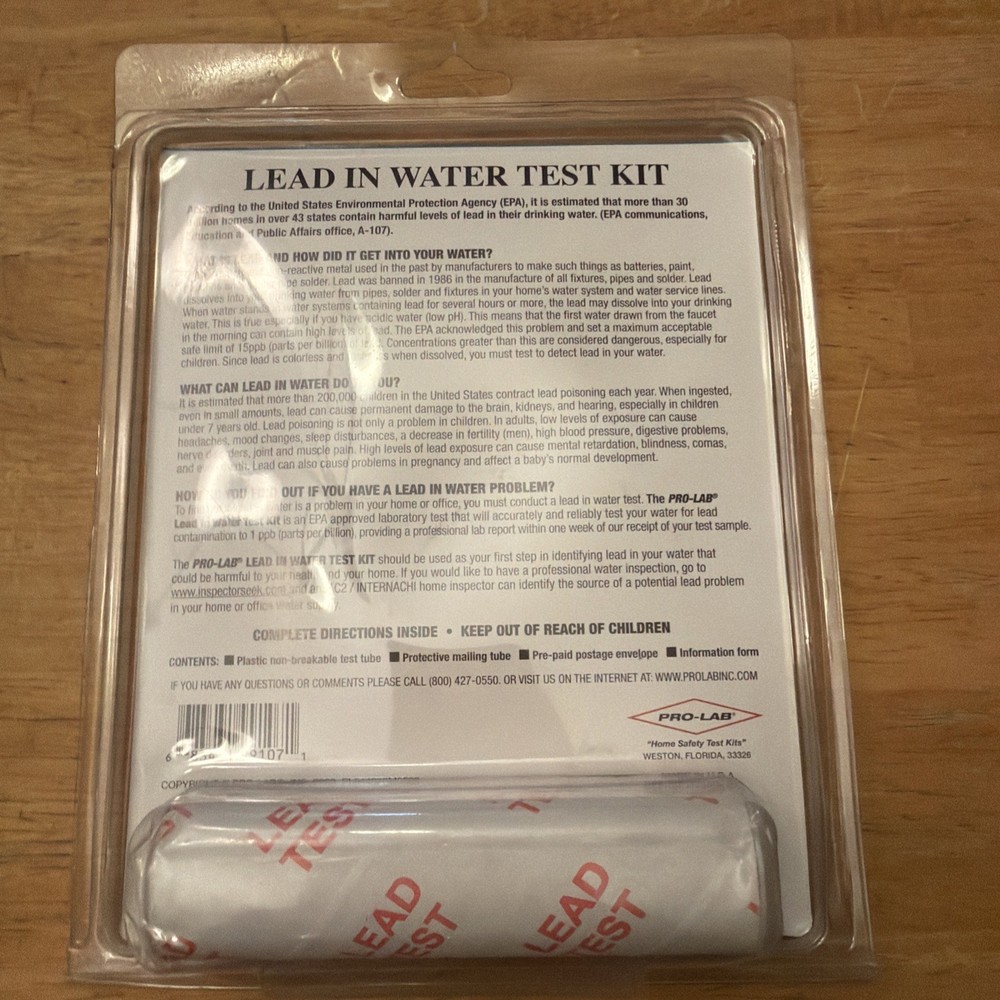 LEAD IN WATER TEST KIT
According to the United States Environmental Protection Agency (EPA), it is estimated that more than 30
homes in over 43 states contain harmful levels of lead in their drinking water. (EPA communications,
Education and Public Affairs office, A-107).
AND HOW DID IT GET INTO YOUR WATER?
-reactive metal used in the past by manufacturers to make such things as batteries, paint,
pipe solder. Lead was banned in 1986 in the manufacture of all fixtures, pipes and solder. Lead
dissolves into drinking water from pipes, solder and fixtures in your home's water system and water service lines.
When water stands water systems containing lead for several hours or more, the lead may dissolve into your drinking
water. This is true especially if you have acidic water (low pH). This means that the first water drawn from the faucet
in the morning can contain high levels of lead. The EPA acknowledged this problem and set a maximum acceptable
safe limit of 15ppb (parts per billion) of lead. Concentrations greater than this are considered dangerous, especially for
children. Since lead is colorless and when dissolved, you must test to detect lead in your water.
WHAT CAN LEAD IN WATER DO YOU?
It is estimated that more than 200,000 children in the United States contract lead poisoning each year. When ingested,
even in small amounts, lead can cause permanent damage to the brain, kidneys, and hearing, especially in children
under 7 years old. Lead poisoning is not only a problem in children. In adults, low levels of exposure can cause
headaches, mood changes, sleep disturbances, a decrease in fertility (men), high blood pressure, digestive problems,
nerve disorders, joint and muscle pain. High levels of lead exposure can cause mental retardation, blindness, comas,
and Lead can also cause problems in pregnancy and affect a baby's normal development.
HOW DO YOU FIND OUT IF YOU HAVE A LEAD IN WATER PROBLEM?
To is a problem in your home or office, you must conduct a lead in water test. The PRO-LAB®
Lead in Water Test Kit is an EPA approved laboratory test that will accurately and reliably test your water for lead
contamination to 1 ppb (parts per billion), providing a professional lab report within one week of our receipt of your test sample.
The PRO-LAB® LEAD IN WATER TEST KIT should be used as your first step in identifying lead in your water that
could be harmful to your health and your home. If you would like to have a professional water inspection, go to
www.inspectorseek.com and an C2 / INTERNACHI home inspector can identify the source of a potential lead problem
in your home or office water supply.
COMPLETE DIRECTIONS INSIDE • KEEP OUT OF REACH OF CHILDREN
CONTENTS: ■ Plastic non-breakable test tube ■ Protective mailing tube ■ Pre-paid postage envelope ■ Information form
IF YOU HAVE ANY QUESTIONS OR COMMENTS PLEASE CALL (800) 427-0550. OR VISIT US ON THE INTERNET AT: WWW.PROLABINC.COM
PRO-LAB®
"Home Safety Test Kits"
WESTON, FLORIDA, 33326
LEAD
TEST
LEAD
TEST
LEAD
TEST